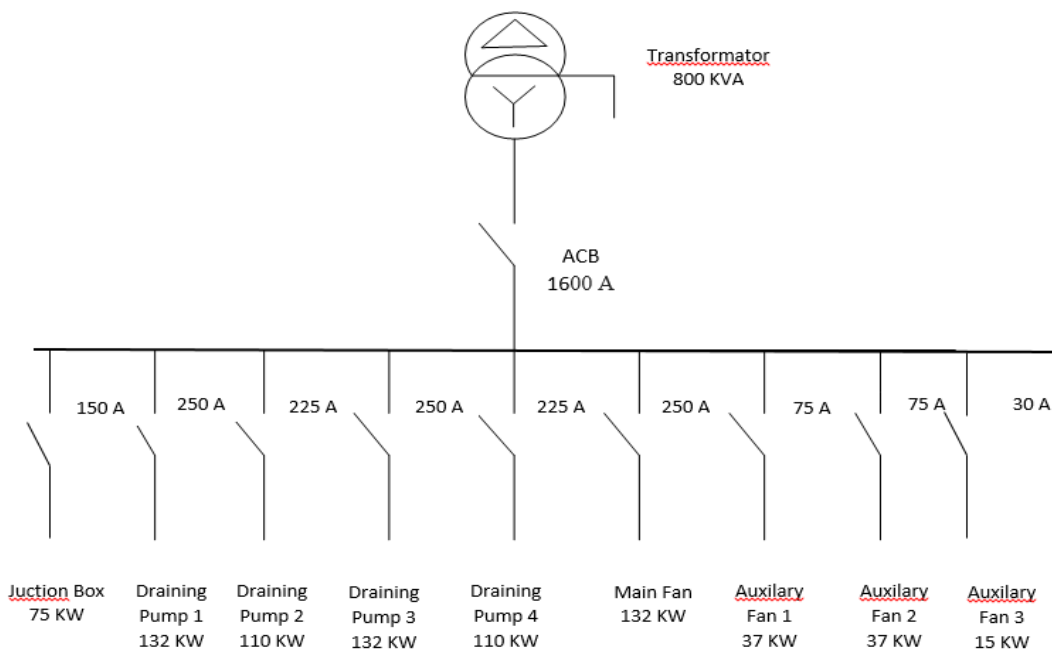 Transformator
800 KVA
ACB
1600 A
150 A 250 A 225 A 250 A 225 A 250 A 75 A 75 A 30 A
Juction Box
75 KW
Draining
Pump 1
132 KW
Draining
Pump 2
110 KW
Draining
Pump 3
132 KW
Draining
Pump 4
110 KW
Main Fan
132 KW
Auxilary
Fan 1
37 KW
Auxilary
Fan 2
37 KW
Auxilary
Fan 3
15 KW